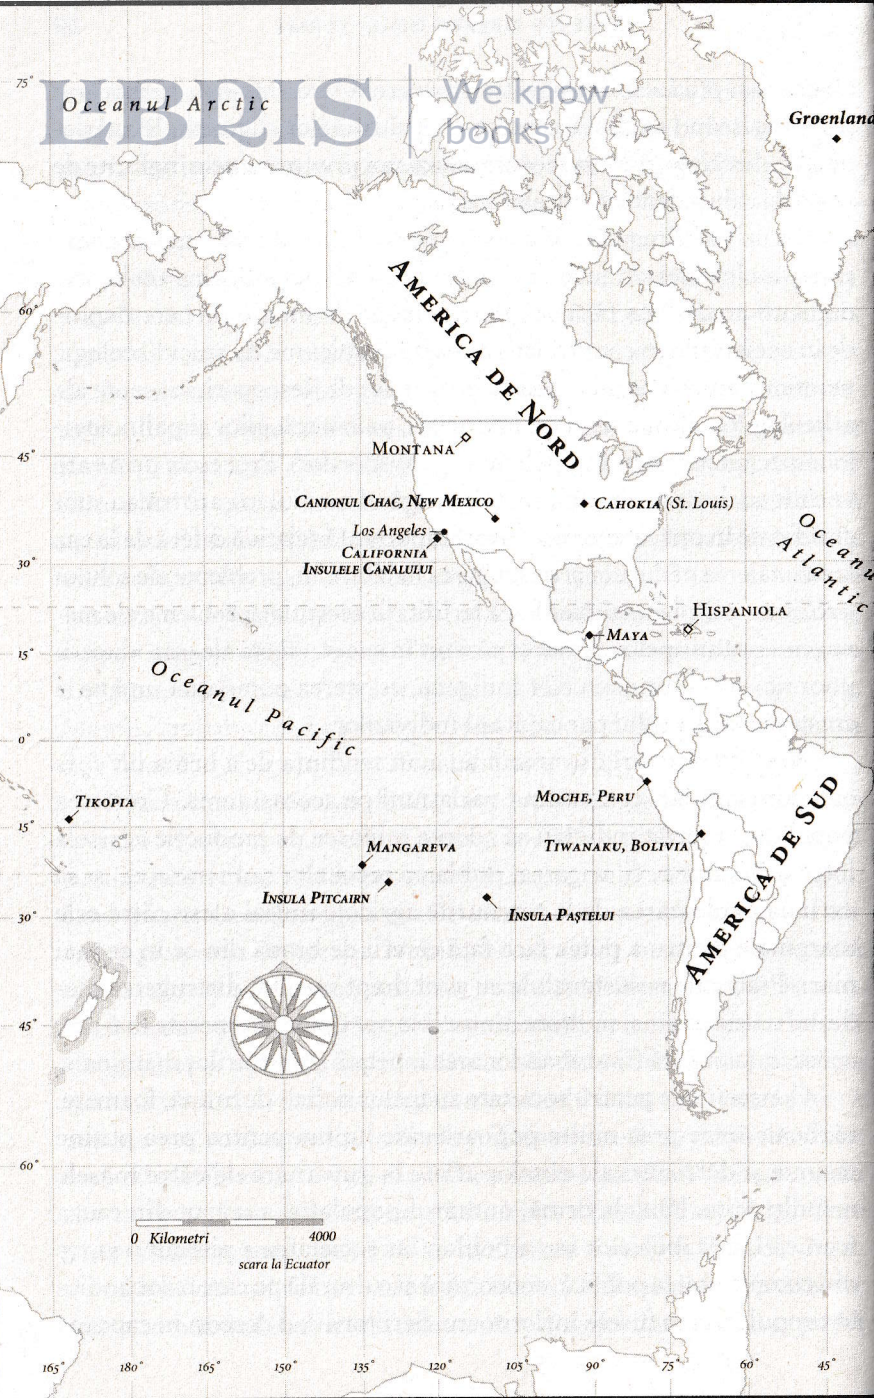 75°
Oceanul Arctic
LIBRIS
We know
books
Groenland
60°
AMERICA DE NORD
45°
MONTANA
CANIONUL CHAC, NEW MEXICO
CAHOKIA (St. Louis)
Los Angeles
CALIFORNIA
INSULELE CANALULUI
Oceanu
Atlantic
30°
HISPANIOLA
MAYA
15°
Oceanul Pacific
0°
TIKOPIA
MOCHE, PERU
15°
MANGAREVA
TIWANAKU, BOLIVIA
AMERICA DE SUD
INSULA PITCAIRN
INSULA PAȘTELUI
30°
45°
60°
0 Kilometri 4000
scara la Ecuator
165° 180° 165° 150° 135° 120° 105° 90° 75° 60° 45°